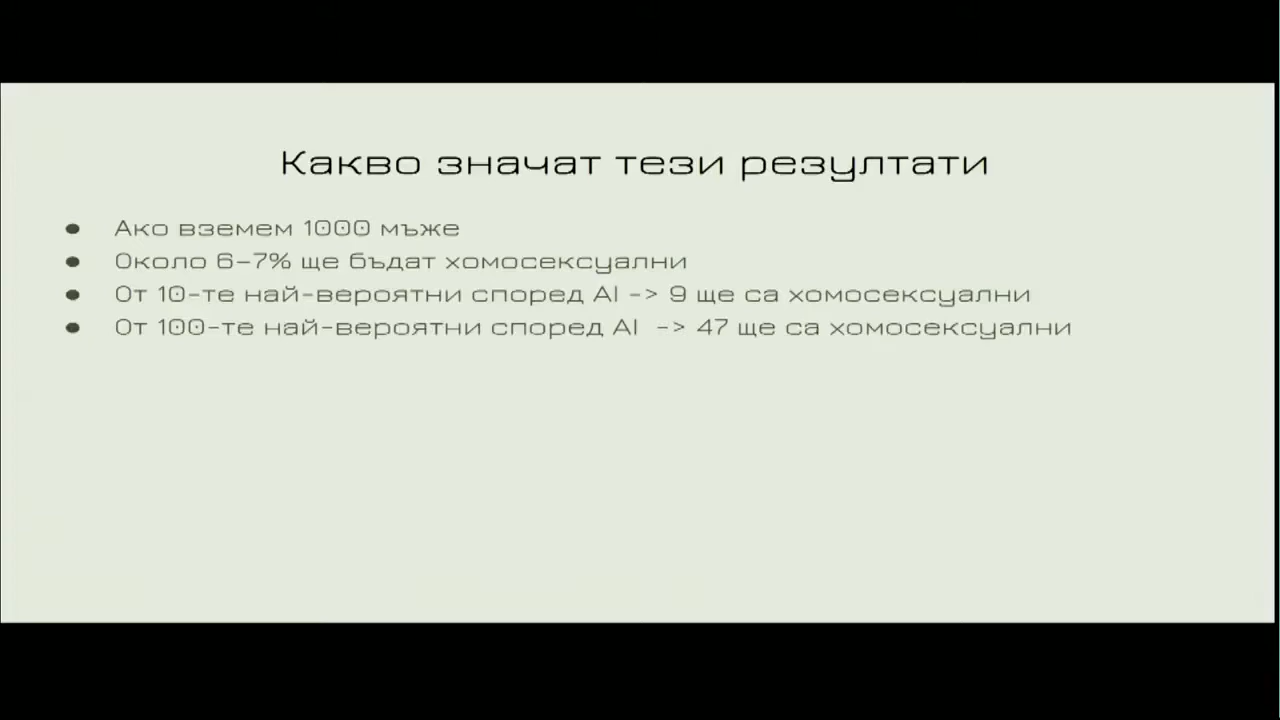 Какво значат тези резултати
● Ако вземем 1000 мъже
● Около 6-7% ще бъдат хомосексуални
● От 10-те най-вероятни според AI -> 9 ще са хомосексуални
● От 100-те най-вероятни според AI -> 47 ще са хомосексуални